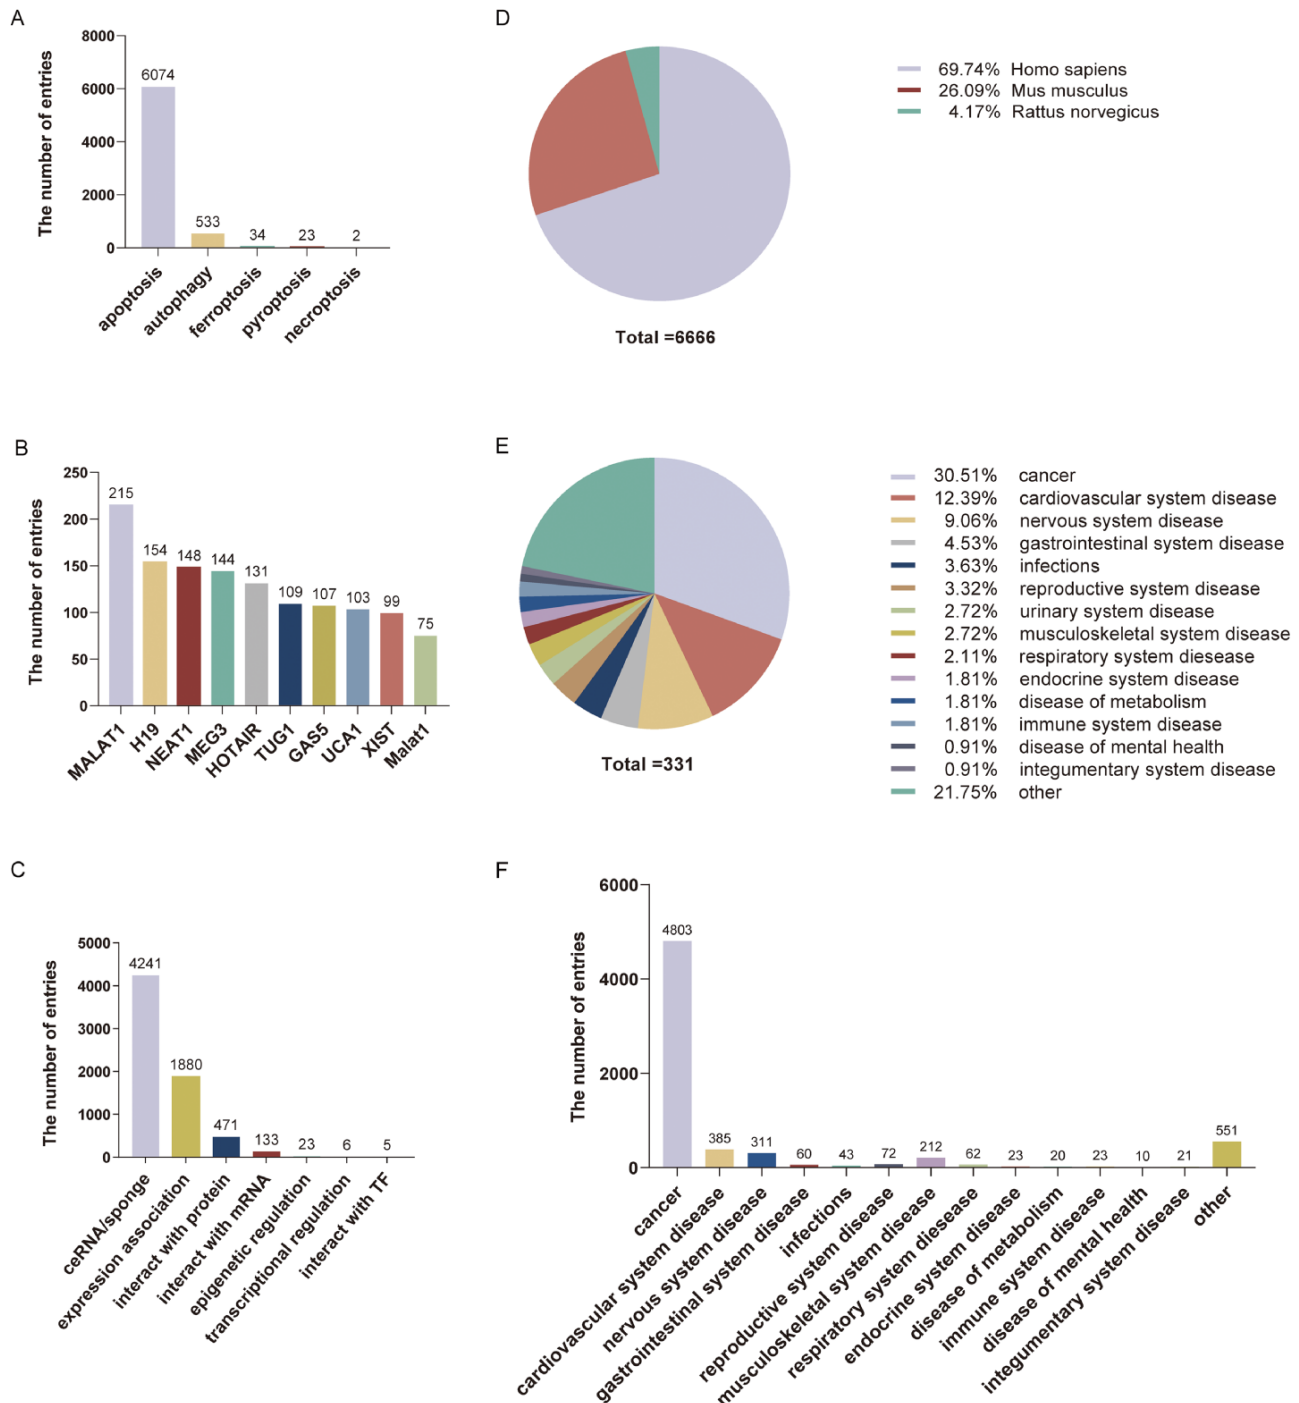 A
The number of entries
8000
6000
4000
2000
0
6074
533
34
23
2
apoptosis
autophagy
ferroptosis
pyroptosis
necroptosis
D
69.74% Homo sapiens
26.09% Mus musculus
4.17% Rattus norvegicus
Total =6666
B
The number of entries
250
200
150
100
50
0
215
154
148
144
131
109
107
103
99
75
MALAT1
H19
NEAT1
MEG3
HOTAIR
TUG1
GAS5
UCA1
XIST
Malat1
E
30.51% cancer
12.39% cardiovascular system disease
9.06% nervous system disease
4.53% gastrointestinal system disease
3.63% infections
3.32% reproductive system disease
2.72% urinary system disease
2.72% musculoskeletal system disease
2.11% respiratory system diesease
1.81% endocrine system disease
1.81% disease of metabolism
1.81% immune system disease
0.91% disease of mental health
0.91% integumentary system disease
21.75% other
Total =331
C
The number of entries
5000
4000
3000
2000
1000
0
4241
1880
471
133
23
6
5
ceRNA/sponge
expression association
interact with protein
interact with mRNA
epigenetic regulation
transcriptional regulation
interact with TF
F
The number of entries
6000
4000
2000
0
4803
385
311
60
43
72
212
62
23
20
23
10
21
551
cancer
cardiovascular system disease
nervous system disease
gastrointestinal system disease
infections
reproductive system disease
musculoskeletal system disease
respiratory system diesease
endocrine system disease
disease of metabolism
immune system disease
disease of mental health
integumentary system disease
other